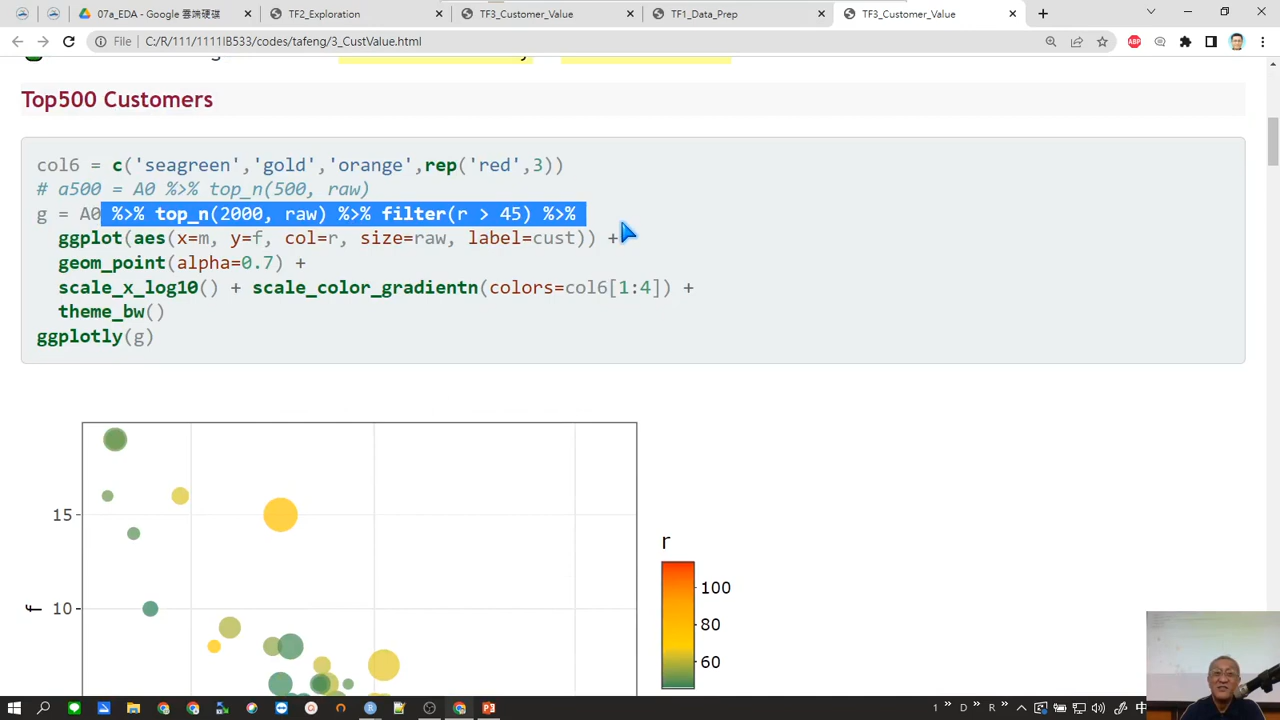 07a_EDA - Google 雲端硬碟
TF2_Exploration
TF3_Customer_Value
TF1_Data_Prep
TF3_Customer_Value
File
C:/R/111/1111IB533/codes/tafeng/3_CustValue.html
ABP
Top500 Customers
col6 = c('seagreen','gold','orange',rep('red',3))
# a500 = A0 %>% top_n(500, raw)
g = A0 %>% top_n(2000, raw) %>% filter(r > 45) %>%
ggplot(aes(x=m, y=f, col=r, size=raw, label=cust)) +
geom_point(alpha=0.7) +
scale_x_log10() + scale_color_gradientn(colors=col6[1:4]) +
theme_bw()
ggplotly(g)
15
f
10
r
100
80
60
1 » D » R »
中